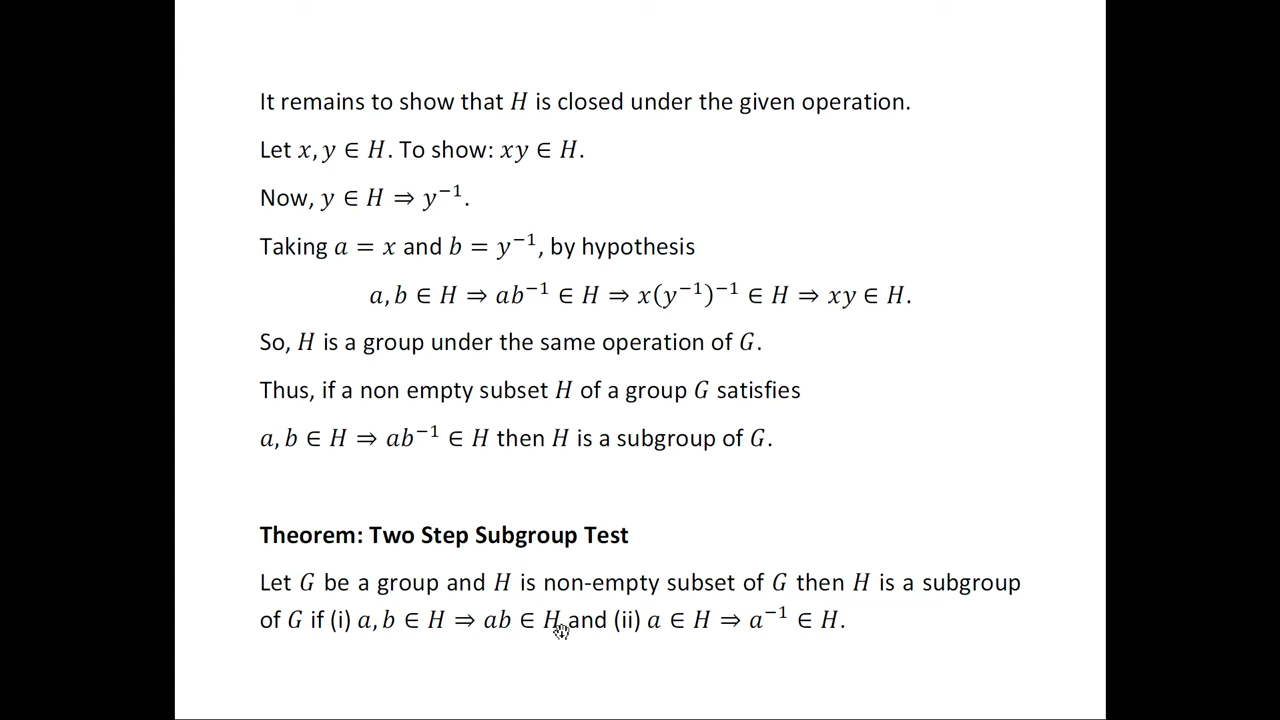 It remains to show that 𝐻 is closed under the given operation.
Let 𝑥, 𝑦 ∈ 𝐻. To show: 𝑥𝑦 ∈ 𝐻.
Now, 𝑦 ∈ 𝐻 ⇒ 𝑦⁻¹.
Taking 𝑎 = 𝑥 and 𝑏 = 𝑦⁻¹, by hypothesis
𝑎, 𝑏 ∈ 𝐻 ⇒ 𝑎𝑏⁻¹ ∈ 𝐻 ⇒ 𝑥(𝑦⁻¹)⁻¹ ∈ 𝐻 ⇒ 𝑥𝑦 ∈ 𝐻.
So, 𝐻 is a group under the same operation of 𝐺.
Thus, if a non empty subset 𝐻 of a group 𝐺 satisfies
𝑎, 𝑏 ∈ 𝐻 ⇒ 𝑎𝑏⁻¹ ∈ 𝐻 then 𝐻 is a subgroup of 𝐺.
Theorem: Two Step Subgroup Test
Let 𝐺 be a group and 𝐻 is non-empty subset of 𝐺 then 𝐻 is a subgroup
of 𝐺 if (i) 𝑎, 𝑏 ∈ 𝐻 ⇒ 𝑎𝑏 ∈ 𝐻 and (ii) 𝑎 ∈ 𝐻 ⇒ 𝑎⁻¹ ∈ 𝐻.